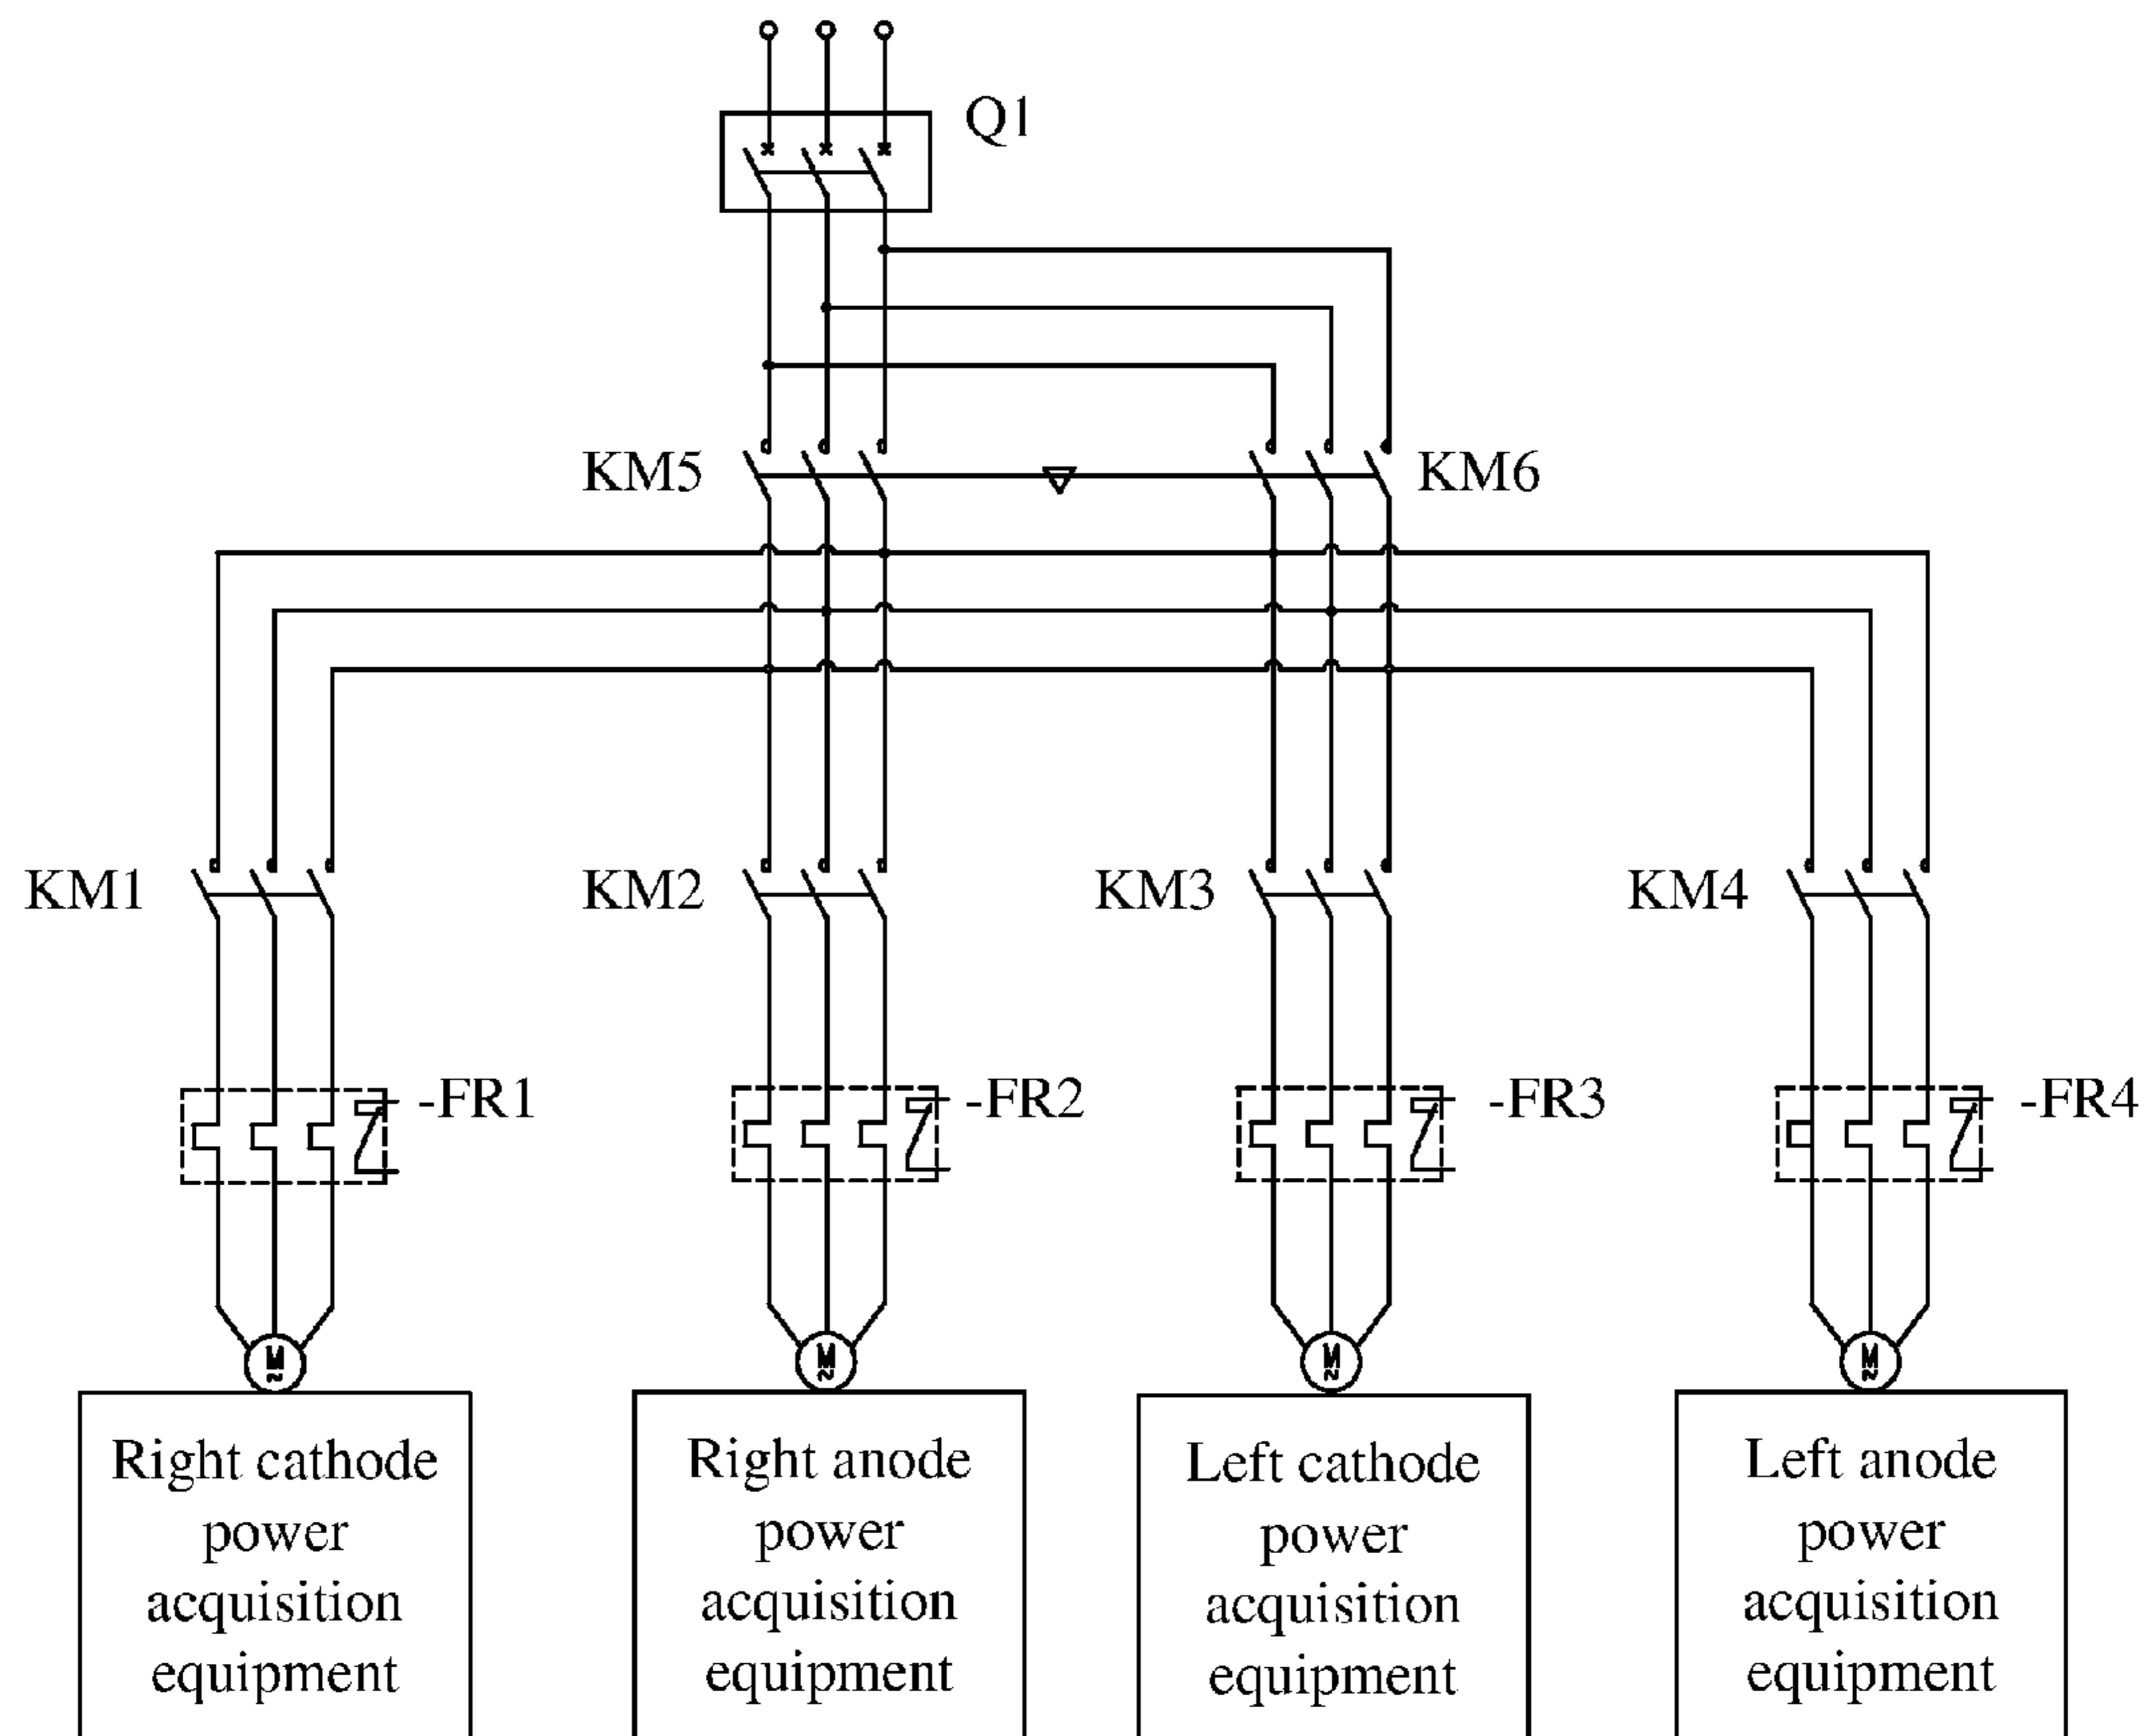 Q1
KM5
KM6
KM1
KM2
KM3
KM4
-FR1
-FR2
-FR3
-FR4
M
~
M
~
M
~
M
~
Right cathode
power
acquisition
equipment
Right anode
power
acquisition
equipment
Left cathode
power
acquisition
equipment
Left anode
power
acquisition
equipment